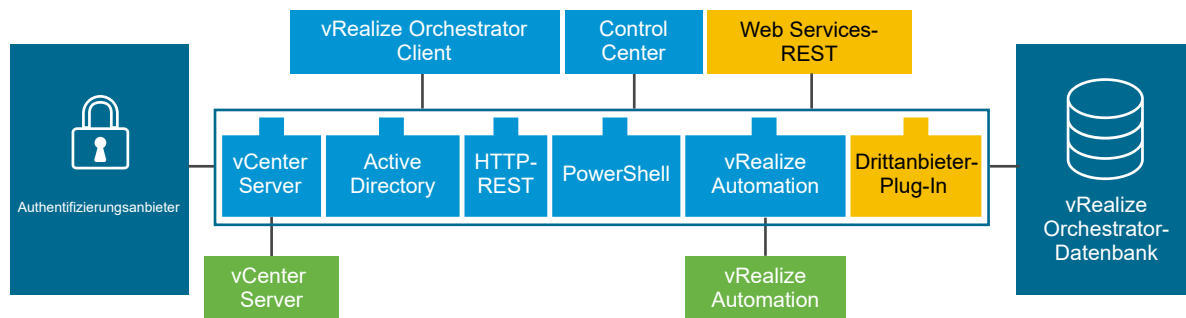 vRealize Orchestrator
Client
Control
Center
Web Services-
REST
Authentifizierungsanbieter
vCenter
Server
Active
Directory
HTTP-
REST
PowerShell
vRealize
Automation
Drittanbieter-
Plug-In
vRealize
Orchestrator-
Datenbank
vCenter
Server
vRealize
Automation